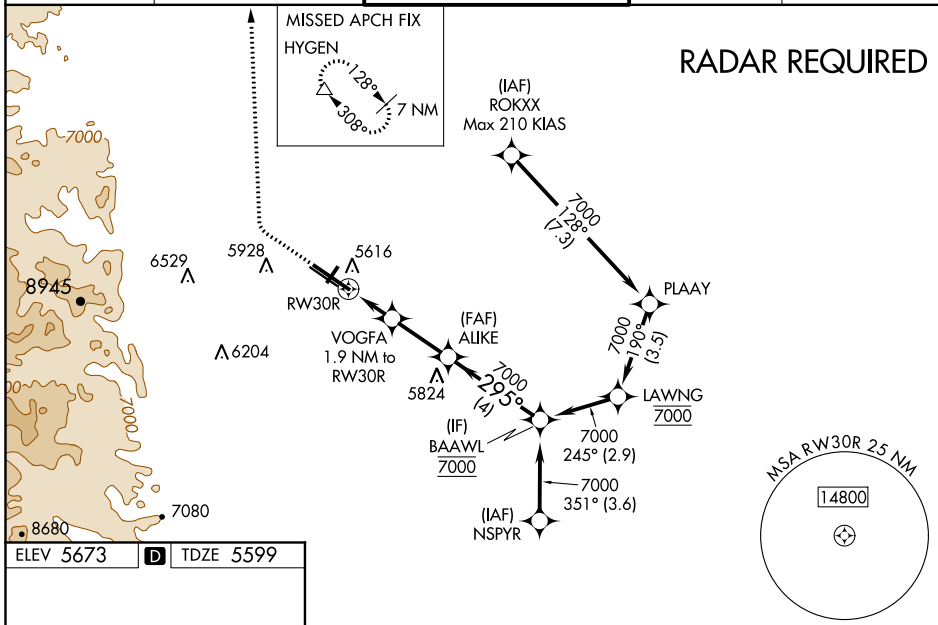 MISSED APCH FIX
HYGEN
128°
308°
7 NM
RADAR REQUIRED
(IAF)
ROKXX
Max 210 KIAS
7000
128°
(7.3)
7000
5928
5616
6529
8945
RW30R
PLAAY
7000
190°
(3.5)
(FAF)
ALIKE
VOGFA
1.9 NM to
RW30R
6204
5824
7000
295°
(4)
LAWNG
7000
(IF)
BAAWL
7000
7000
245° (2.9)
7000
7000
351° (3.6)
(IAF)
NSPYR
MSA RW30R 25 NM
14800
7080
8680
ELEV 5673
D
TDZE 5599